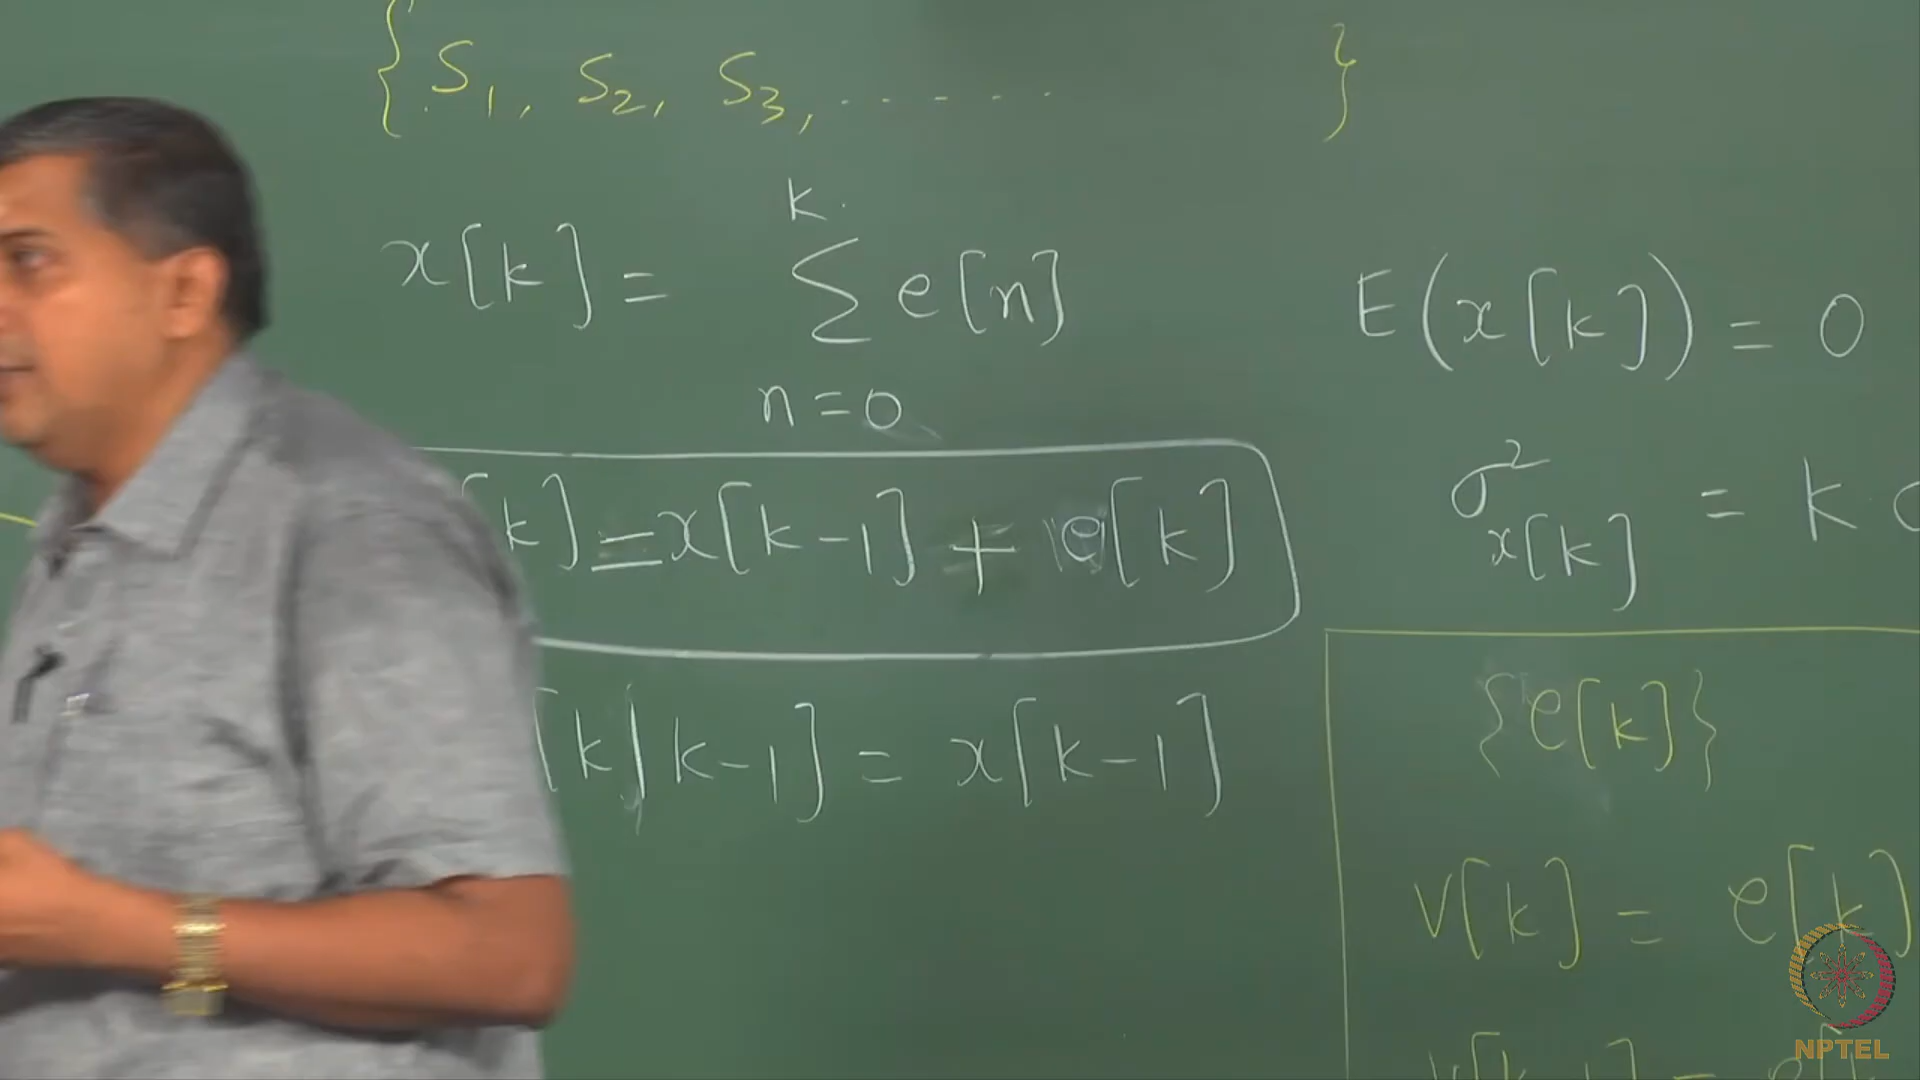 {S₁, S₂, S₃, ...... }
k
x[k] = Σ e[n]
n=0
k] = x[k-1] + e[k]
[k|k-1] = x[k-1]
E(x[k]) = 0
σ²x[k] = k
{e[k]}
v[k] = e[k]
NPTEL